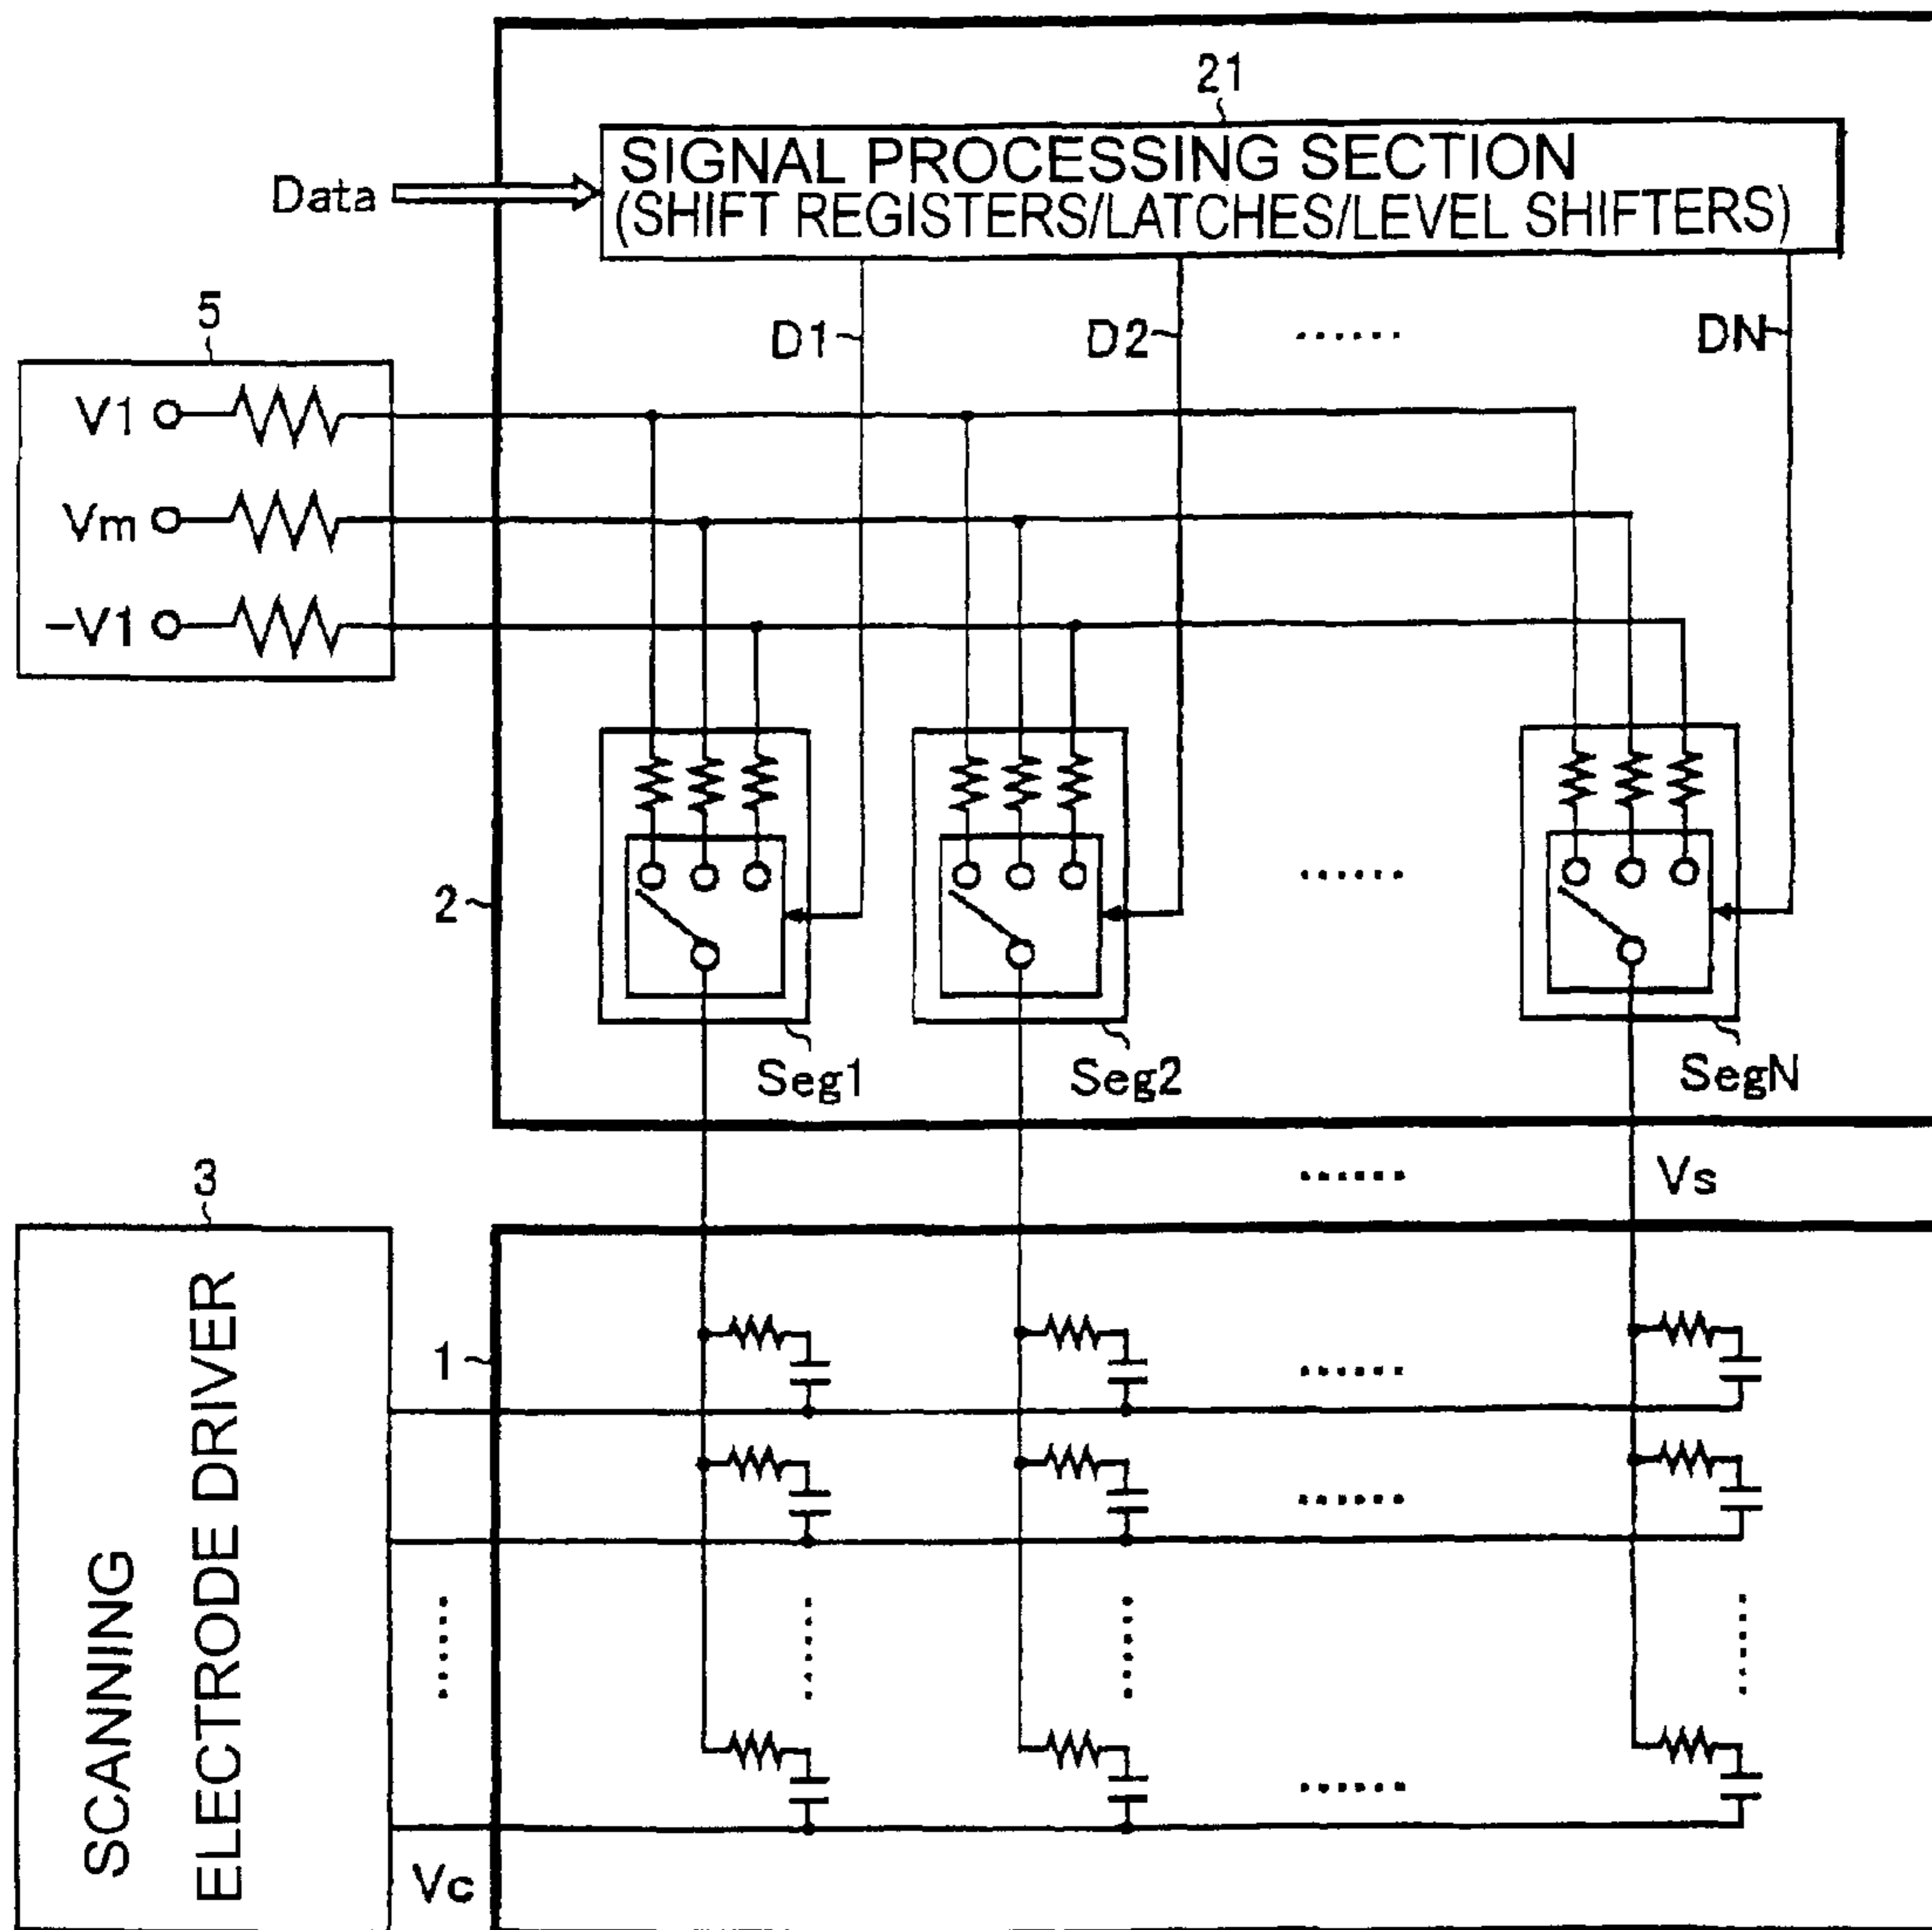 21
SIGNAL PROCESSING SECTION
(SHIFT REGISTERS/LATCHES/LEVEL SHIFTERS)
Data
5
D1
D2
......
DN
V1
Vm
-V1
2
......
Seg1
Seg2
SegN
3
......
Vs
SCANNING
ELECTRODE DRIVER
1
......
......
......
Vc